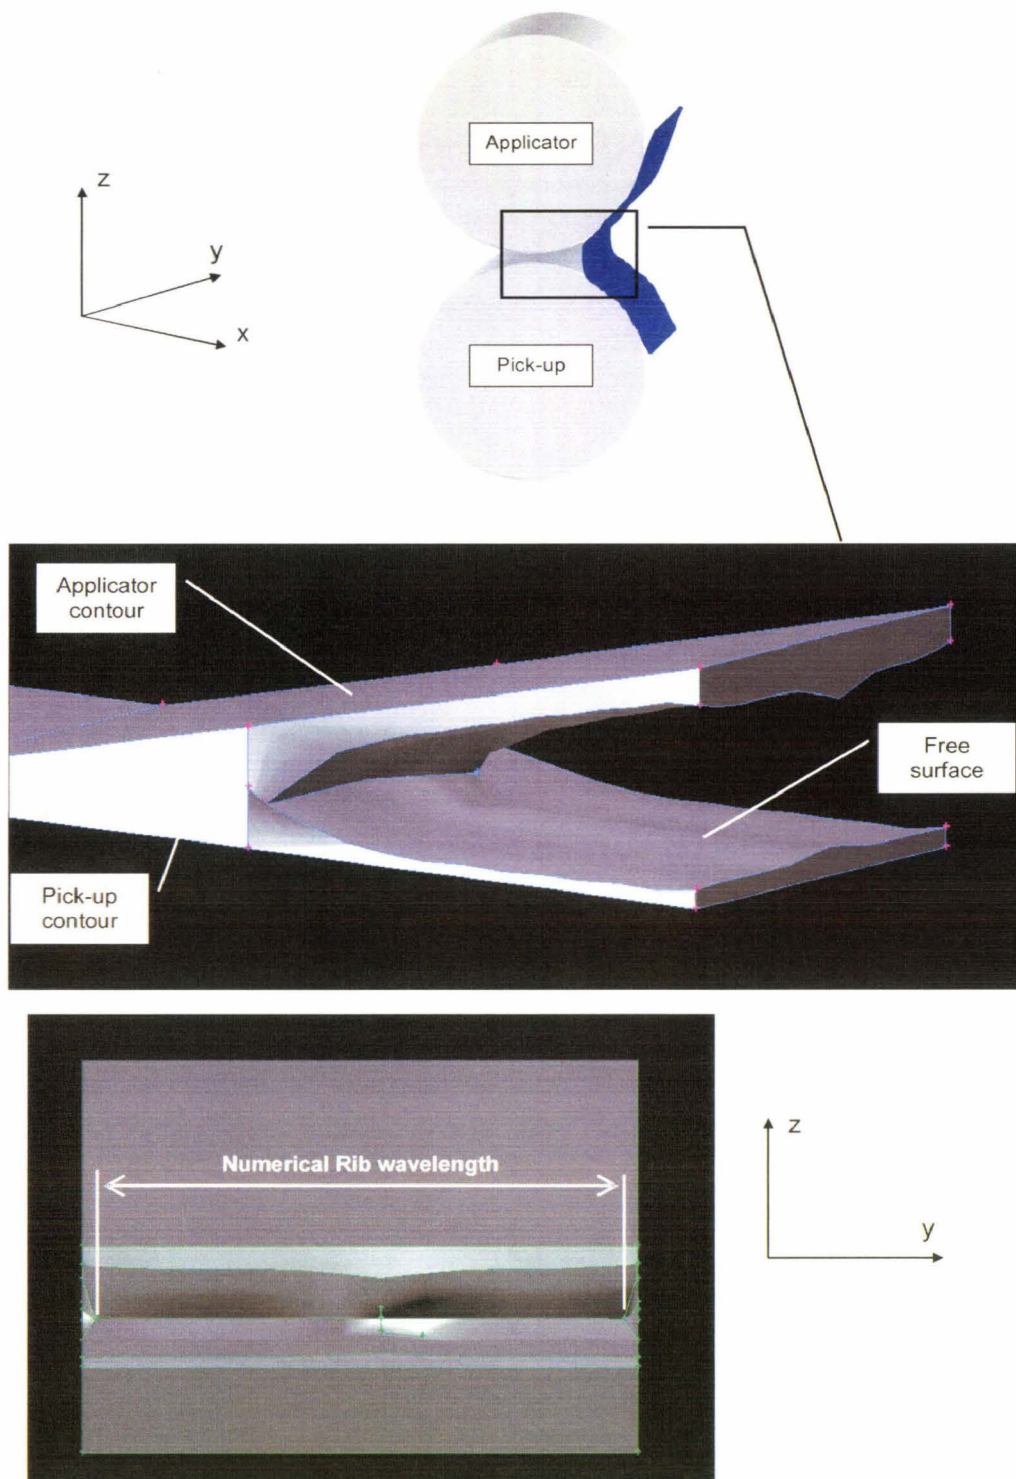 Applicator
z
y
x
Pick-up
Applicator
contour
Free
surface
Pick-up
contour
Numerical Rib wavelength
z
y